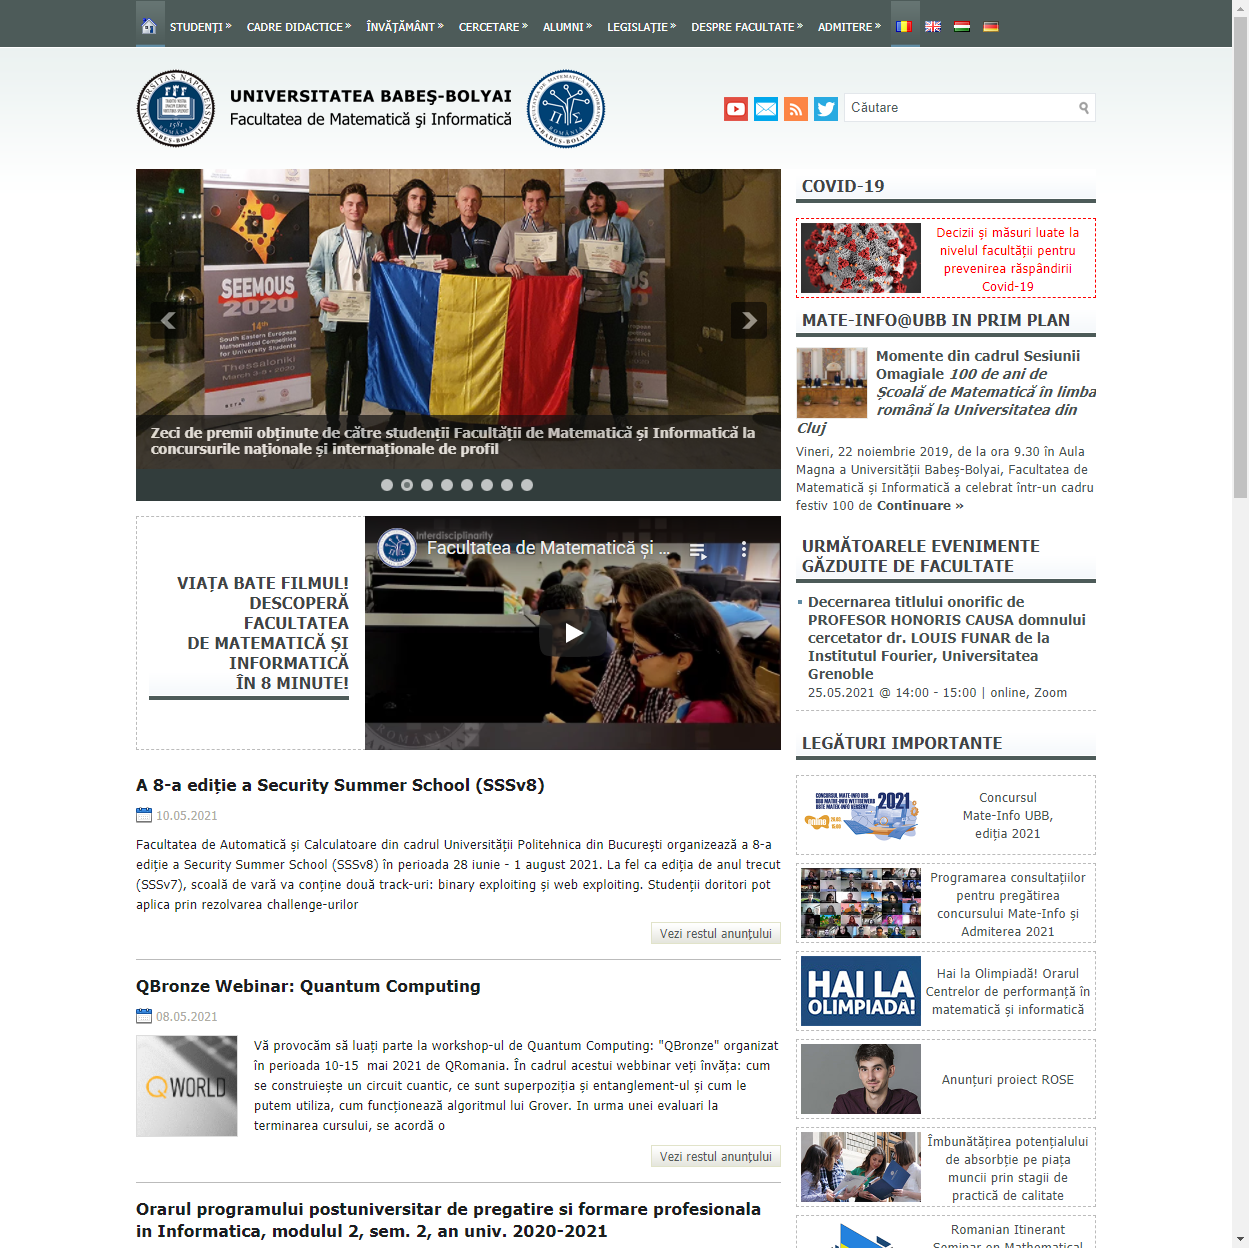 STUDENȚI »
CADRE DIDACTICE »
ÎNVĂȚĂMÂNT »
CERCETARE »
ALUMNI »
LEGISLAȚIE »
DESPRE FACULTATE »
ADMITERE »
UNIVERSITATEA BABEŞ-BOLYAI
Facultatea de Matematică şi Informatică
Căutare
SEEMOUS
2020
14th
South Eastern European
Mathematical Competition
for University Students
Thessaloniki
March 3-8 • 2020
Zeci de premii obținute de către studenții Facultății de Matematică și Informatică la
concursurile naționale și internaționale de profil
COVID-19
Decizii și măsuri luate la
nivelul facultății pentru
prevenirea răspândirii
Covid-19
MATE-INFO@UBB IN PRIM PLAN
Momente din cadrul Sesiunii
Omagiale 100 de ani de
Școală de Matematică în limba
română la Universitatea din
Cluj
Vineri, 22 noiembrie 2019, de la ora 9.30 în Aula
Magna a Universității Babeș-Bolyai, Facultatea de
Matematică și Informatică a celebrat într-un cadru
festiv 100 de Continuare »
VIAȚA BATE FILMUL!
DESCOPERĂ
FACULTATEA
DE MATEMATICĂ ȘI
INFORMATICĂ
ÎN 8 MINUTE!
Interdisciplinarity
Facultatea de Matematică și ...
URMĂTOARELE EVENIMENTE
GĂZDUITE DE FACULTATE
Decernarea titlului onorific de
PROFESOR HONORIS CAUSA domnului
cercetator dr. LOUIS FUNAR de la
Institutul Fourier, Universitatea
Grenoble
25.05.2021 @ 14:00 - 15:00 | online, Zoom
LEGĂTURI IMPORTANTE
2021
online
Concursul
Mate-Info UBB,
ediția 2021
Programarea consultațiilor
pentru pregătirea
concursului Mate-Info și
Admiterea 2021
HAI LA
OLIMPIADĂ!
Hai la Olimpiadă! Orarul
Centrelor de performanță în
matematică și informatică
Anunțuri proiect ROSE
Îmbunătățirea potențialului
de absorbție pe piața
muncii prin stagii de
practică de calitate
Romanian Itinerant
Seminar on Mathematical
A 8-a ediție a Security Summer School (SSSv8)
10.05.2021
Facultatea de Automatică și Calculatoare din cadrul Universității Politehnica din București organizează a 8-a
ediție a Security Summer School (SSSv8) în perioada 28 iunie - 1 august 2021. La fel ca ediția de anul trecut
(SSSv7), scoală de vară va conține două track-uri: binary exploiting și web exploiting. Studenții doritori pot
aplica prin rezolvarea challenge-urilor
Vezi restul anunțului
QBronze Webinar: Quantum Computing
08.05.2021
QWORLD
Vă provocăm să luați parte la workshop-ul de Quantum Computing: "QBronze" organizat
în perioada 10-15 mai 2021 de QRomania. În cadrul acestui webbinar veți învăța: cum
se construiește un circuit cuantic, ce sunt superpoziția și entanglement-ul și cum le
putem utiliza, cum funcționează algoritmul lui Grover. In urma unei evaluari la
terminarea cursului, se acordă o
Vezi restul anunțului
Orarul programului postuniversitar de pregatire si formare profesionala
in Informatica, modulul 2, sem. 2, an univ. 2020-2021